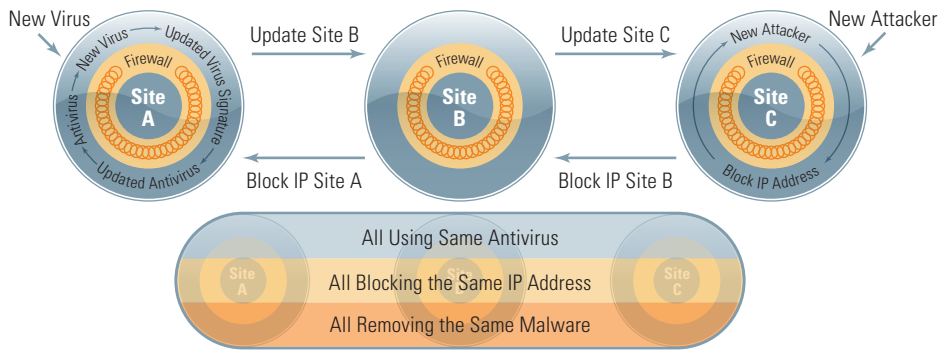 New Virus
New Virus
Updated Virus Signature
Updated Antivirus
Antivirus
Firewall
Site
A
Update Site B
Block IP Site A
Firewall
Site
B
Update Site C
Block IP Site B
New Attacker
New Attacker
Block IP Address
Firewall
Site
C
All Using Same Antivirus
All Blocking the Same IP Address
All Removing the Same Malware
Site
A
Site
C